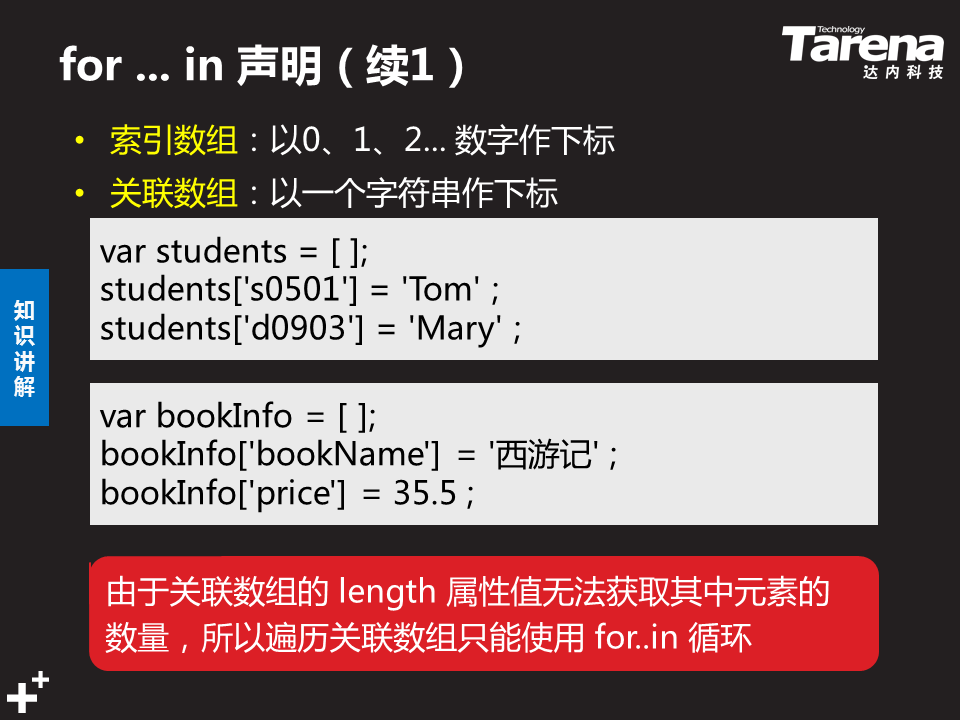 for ... in 声明（续1）
Technology
Tarena
达内科技
• 索引数组：以0、1、2... 数字作下标
• 关联数组：以一个字符串作下标
var students = [ ];
students['s0501'] = 'Tom' ;
students['d0903'] = 'Mary' ;
知
识
讲
解
var bookInfo = [ ];
bookInfo['bookName'] = '西游记' ;
bookInfo['price'] = 35.5 ;
由于关联数组的 length 属性值无法获取其中元素的
数量，所以遍历关联数组只能使用 for..in 循环